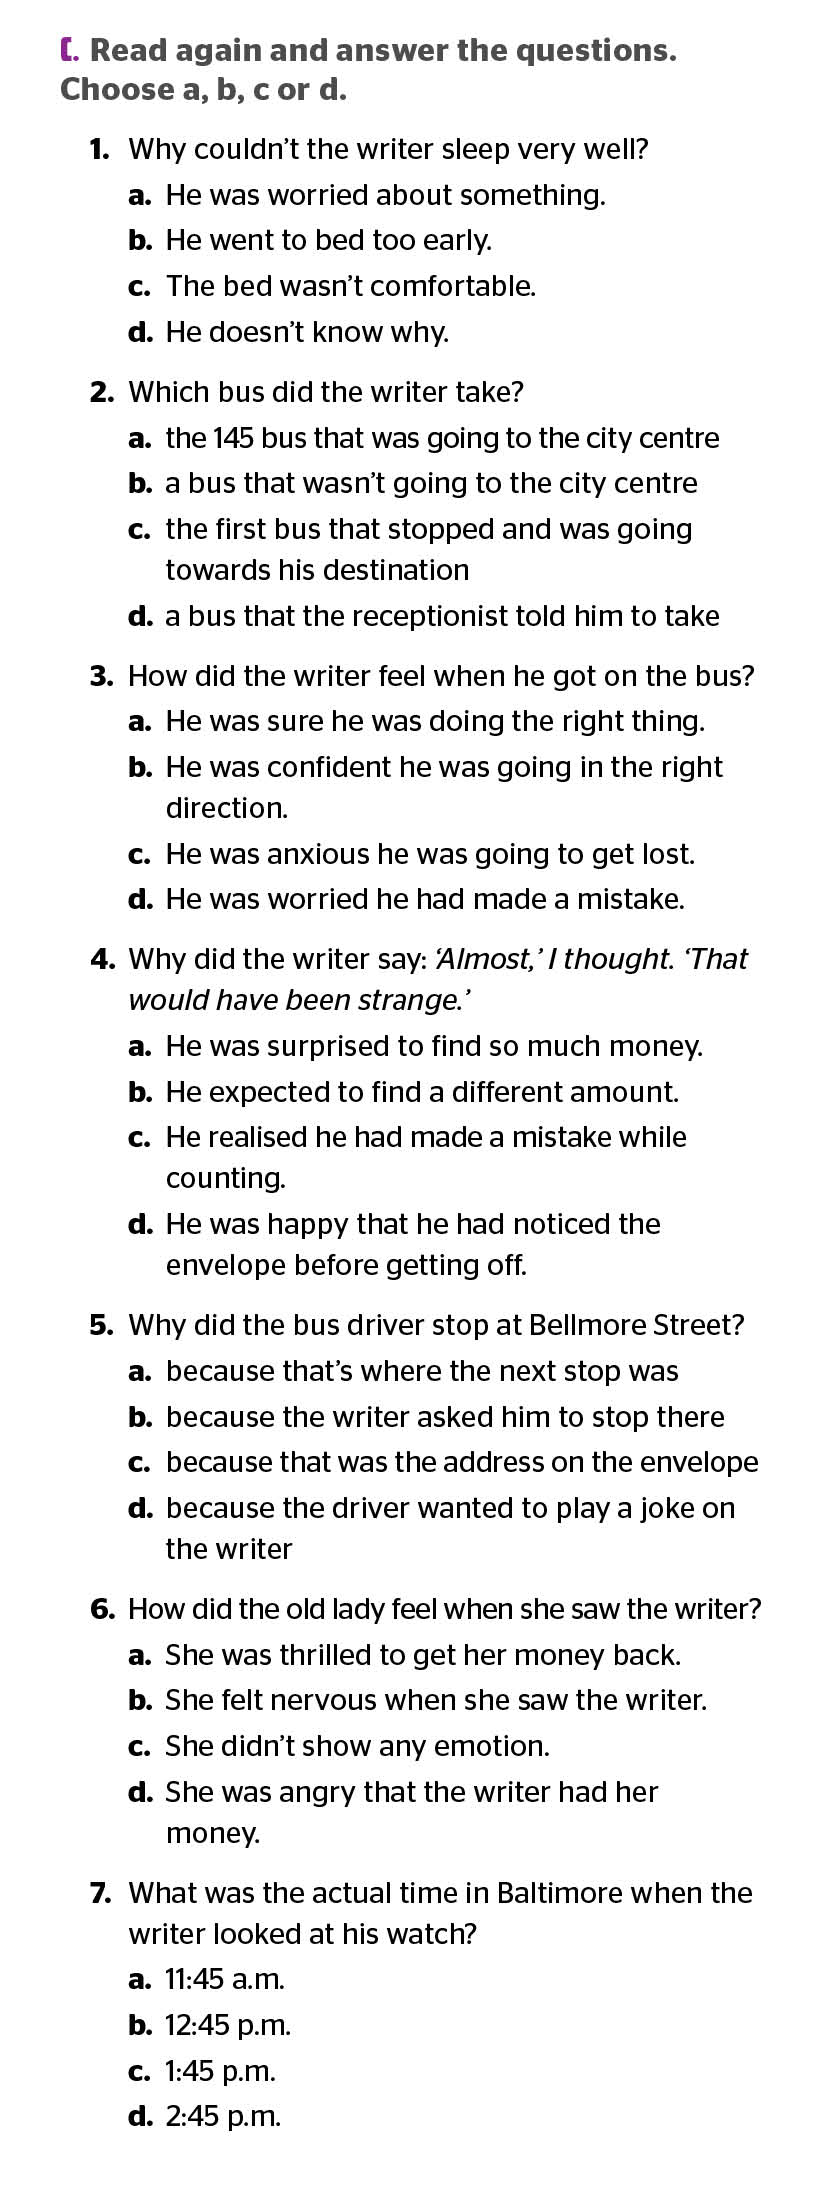 C. Read again and answer the questions.
Choose a, b, c or d.
1. Why couldn’t the writer sleep very well?
a. He was worried about something.
b. He went to bed too early.
c. The bed wasn’t comfortable.
d. He doesn’t know why.
2. Which bus did the writer take?
a. the 145 bus that was going to the city centre
b. a bus that wasn’t going to the city centre
c. the first bus that stopped and was going
towards his destination
d. a bus that the receptionist told him to take
3. How did the writer feel when he got on the bus?
a. He was sure he was doing the right thing.
b. He was confident he was going in the right
direction.
c. He was anxious he was going to get lost.
d. He was worried he had made a mistake.
4. Why did the writer say: ‘Almost,’ I thought. ‘That
would have been strange.’
a. He was surprised to find so much money.
b. He expected to find a different amount.
c. He realised he had made a mistake while
counting.
d. He was happy that he had noticed the
envelope before getting off.
5. Why did the bus driver stop at Bellmore Street?
a. because that’s where the next stop was
b. because the writer asked him to stop there
c. because that was the address on the envelope
d. because the driver wanted to play a joke on
the writer
6. How did the old lady feel when she saw the writer?
a. She was thrilled to get her money back.
b. She felt nervous when she saw the writer.
c. She didn’t show any emotion.
d. She was angry that the writer had her
money.
7. What was the actual time in Baltimore when the
writer looked at his watch?
a. 11:45 a.m.
b. 12:45 p.m.
c. 1:45 p.m.
d. 2:45 p.m.